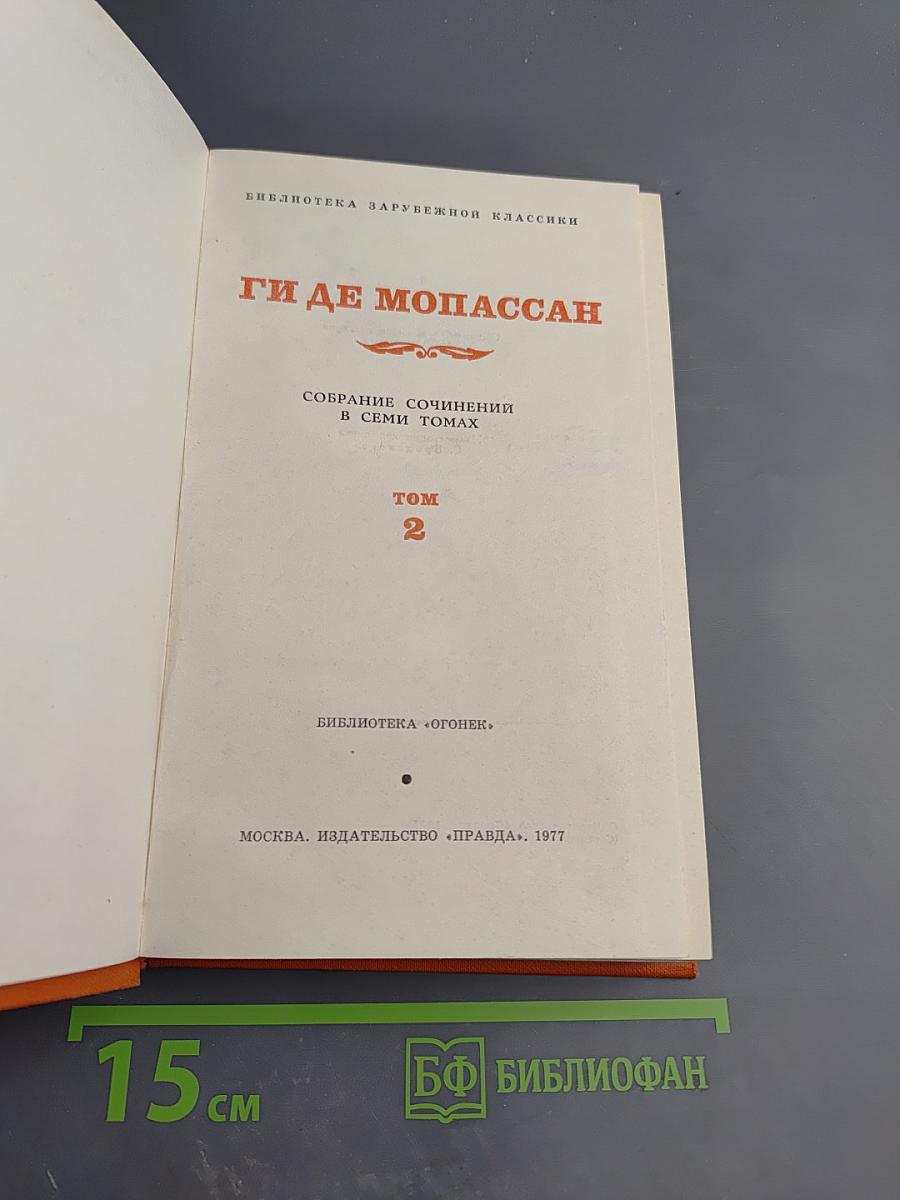 БИБЛИОТЕКА ЗАРУБЕЖНОЙ КЛАССИКИ
ГИ ДЕ МОПАССАН
СОБРАНИЕ СОЧИНЕНИЙ
В СЕМИ ТОМАХ
ТОМ
2
БИБЛИОТЕКА «ОГОНЕК»
МОСКВА. ИЗДАТЕЛЬСТВО «ПРАВДА». 1977
15 см
БФ БИБЛИОФАН